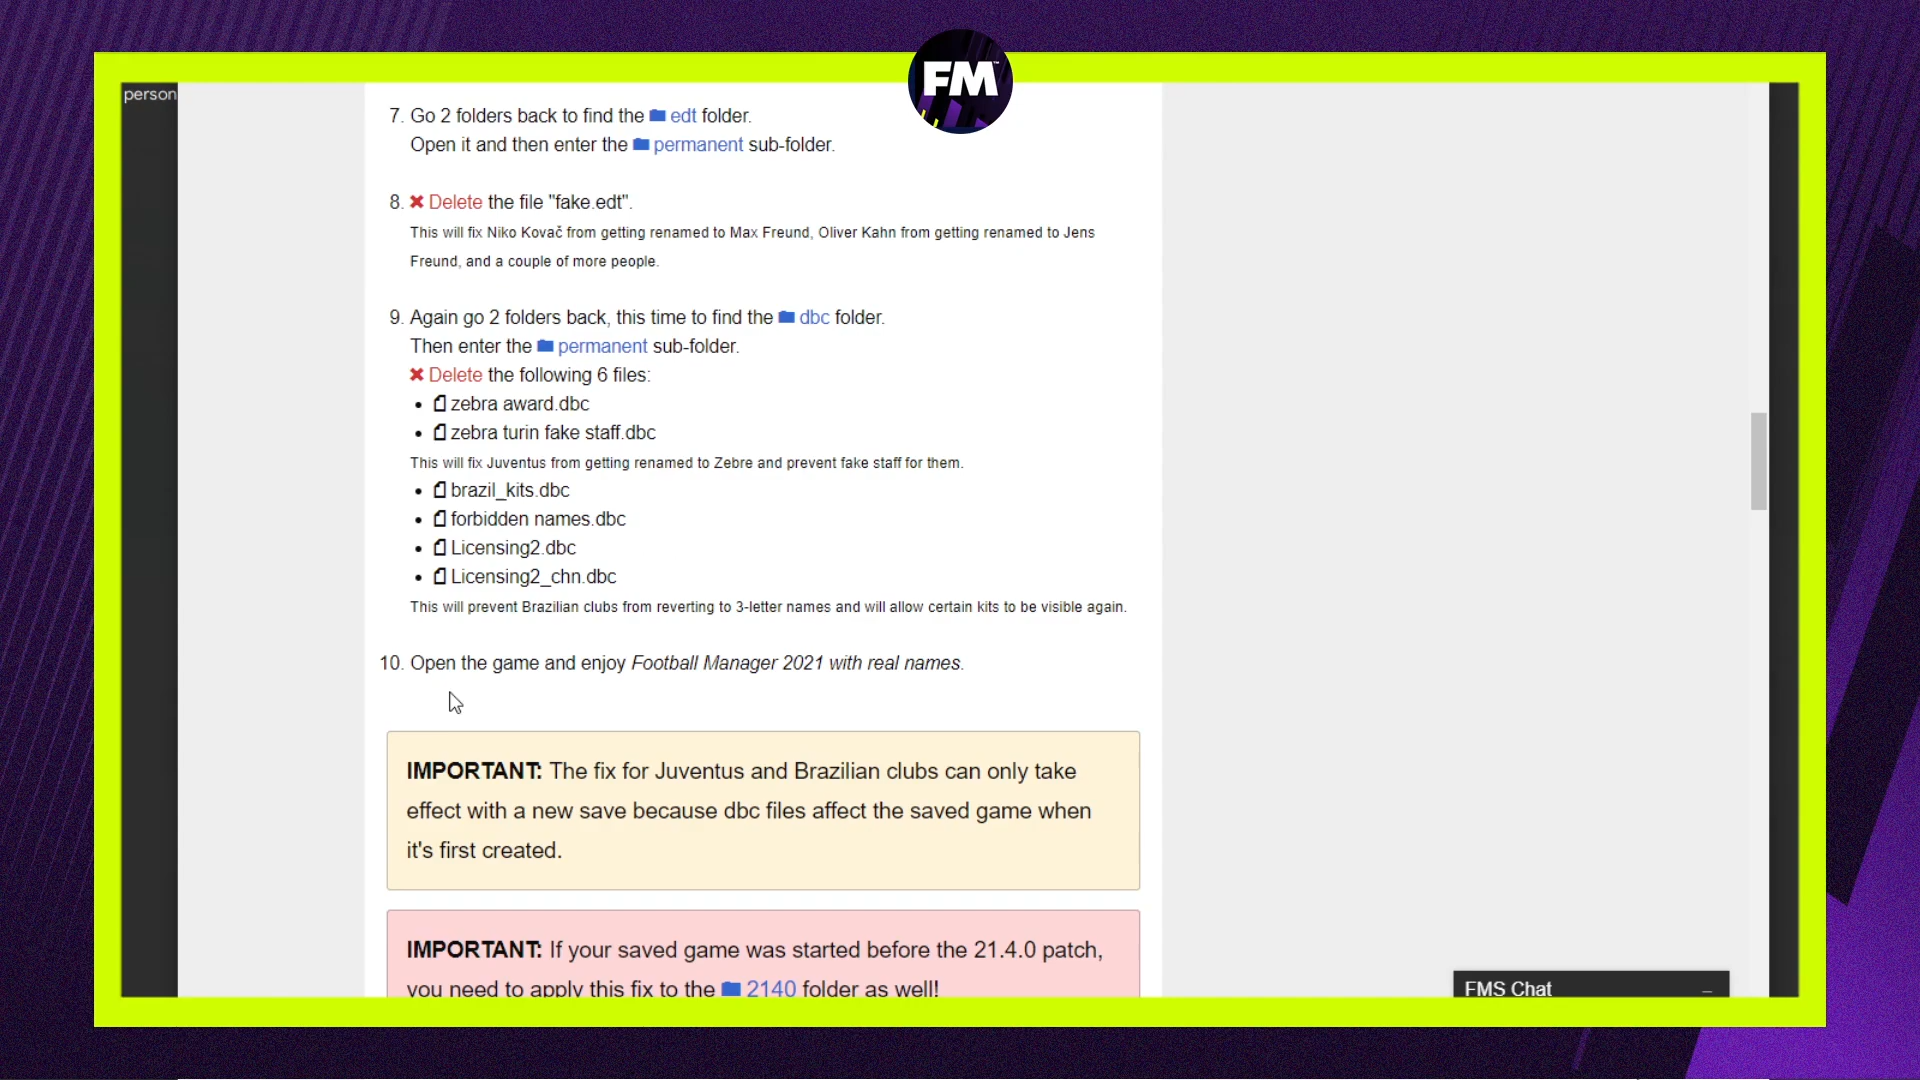 FM
person
7. Go 2 folders back to find the edt folder.
Open it and then enter the permanent sub-folder.
8. Delete the file "fake.edt".
This will fix Niko Kovač from getting renamed to Max Freund, Oliver Kahn from getting renamed to Jens
Freund, and a couple of more people.
9. Again go 2 folders back, this time to find the dbc folder.
Then enter the permanent sub-folder.
Delete the following 6 files:
• zebra award.dbc
• zebra turin fake staff.dbc
This will fix Juventus from getting renamed to Zebre and prevent fake staff for them.
• brazil_kits.dbc
• forbidden names.dbc
• Licensing2.dbc
• Licensing2_chn.dbc
This will prevent Brazilian clubs from reverting to 3-letter names and will allow certain kits to be visible again.
10. Open the game and enjoy Football Manager 2021 with real names.
IMPORTANT: The fix for Juventus and Brazilian clubs can only take
effect with a new save because dbc files affect the saved game when
it's first created.
IMPORTANT: If your saved game was started before the 21.4.0 patch,
you need to apply this fix to the 2140 folder as well!
FMS Chat